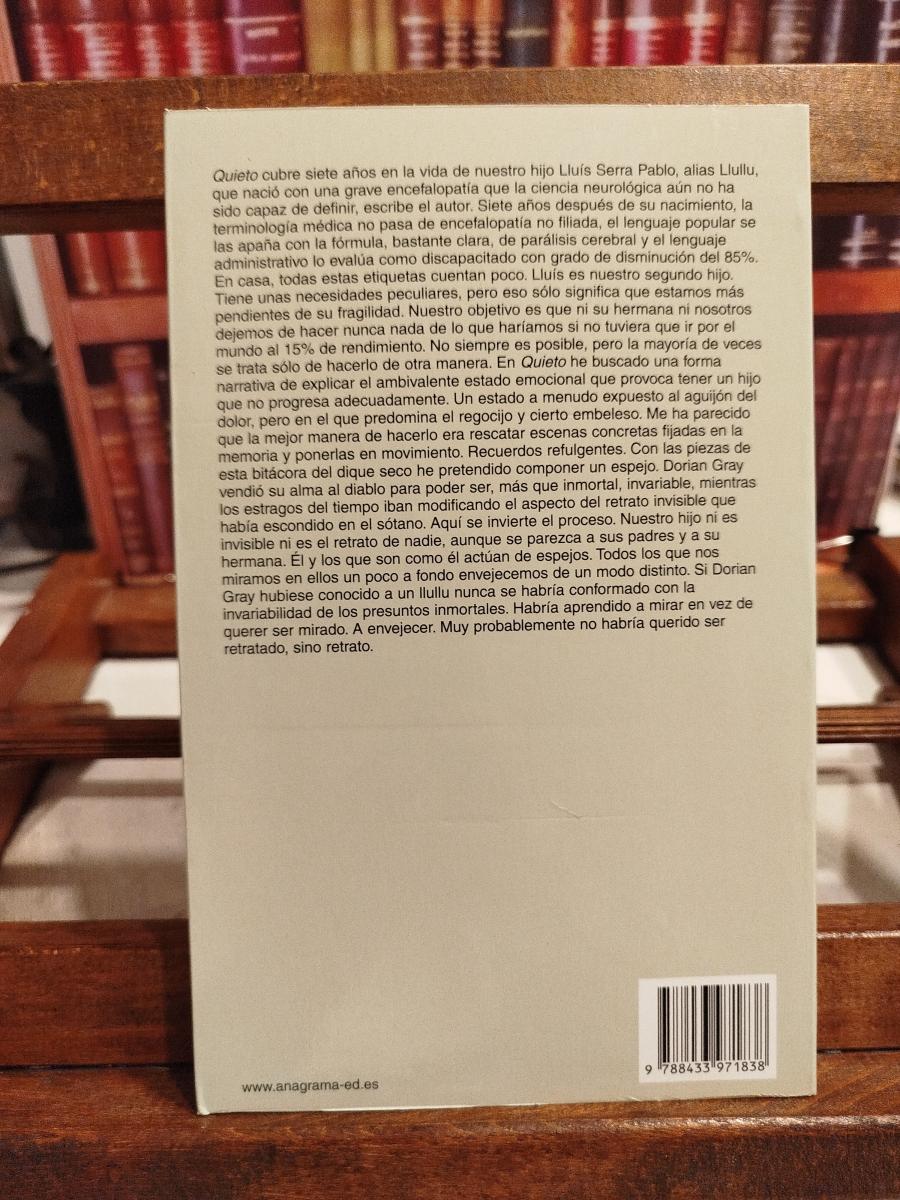 Quieto cubre siete años en la vida de nuestro hijo Lluís Serra Pablo, alias Llullu,
que nació con una grave encefalopatía que la ciencia neurológica aún no ha
sido capaz de definir, escribe el autor. Siete años después de su nacimiento, la
terminología médica no pasa de encefalopatía no filiada, el lenguaje popular se
las apaña con la fórmula, bastante clara, de parálisis cerebral y el lenguaje
administrativo lo evalúa como discapacitado con grado de disminución del 85%.
En casa, todas estas etiquetas cuentan poco. Lluís es nuestro segundo hijo.
Tiene unas necesidades peculiares, pero eso sólo significa que estamos más
pendientes de su fragilidad. Nuestro objetivo es que ni su hermana ni nosotros
dejemos de hacer nunca nada de lo que haríamos si no tuviera que ir por el
mundo al 15% de rendimiento. No siempre es posible, pero la mayoría de veces
se trata sólo de hacerlo de otra manera. En Quieto he buscado una forma
narrativa de explicar el ambivalente estado emocional que provoca tener un hijo
que no progresa adecuadamente. Un estado a menudo expuesto al aguijón del
dolor, pero en el que predomina el regocijo y cierto embeleso. Me ha parecido
que la mejor manera de hacerlo era rescatar escenas concretas fijadas en la
memoria y ponerlas en movimiento. Recuerdos refulgentes. Con las piezas de
esta bitácora del dique seco he pretendido componer un espejo. Dorian Gray
vendió su alma al diablo para poder ser, más que inmortal, invariable, mientras
los estragos del tiempo iban modificando el aspecto del retrato invisible que
había escondido en el sótano. Aquí se invierte el proceso. Nuestro hijo ni es
invisible ni es el retrato de nadie, aunque se parezca a sus padres y a su
hermana. Él y los que son como él actúan de espejos. Todos los que nos
miramos en ellos un poco a fondo envejecemos de un modo distinto. Si Dorian
Gray hubiese conocido a un llullu nunca se habría conformado con la
invariabilidad de los presuntos inmortales. Habría aprendido a mirar en vez de
querer ser mirado. A envejecer. Muy probablemente no habría querido ser
retratado, sino retrato.
www.anagrama-ed.es
9 788433 971838